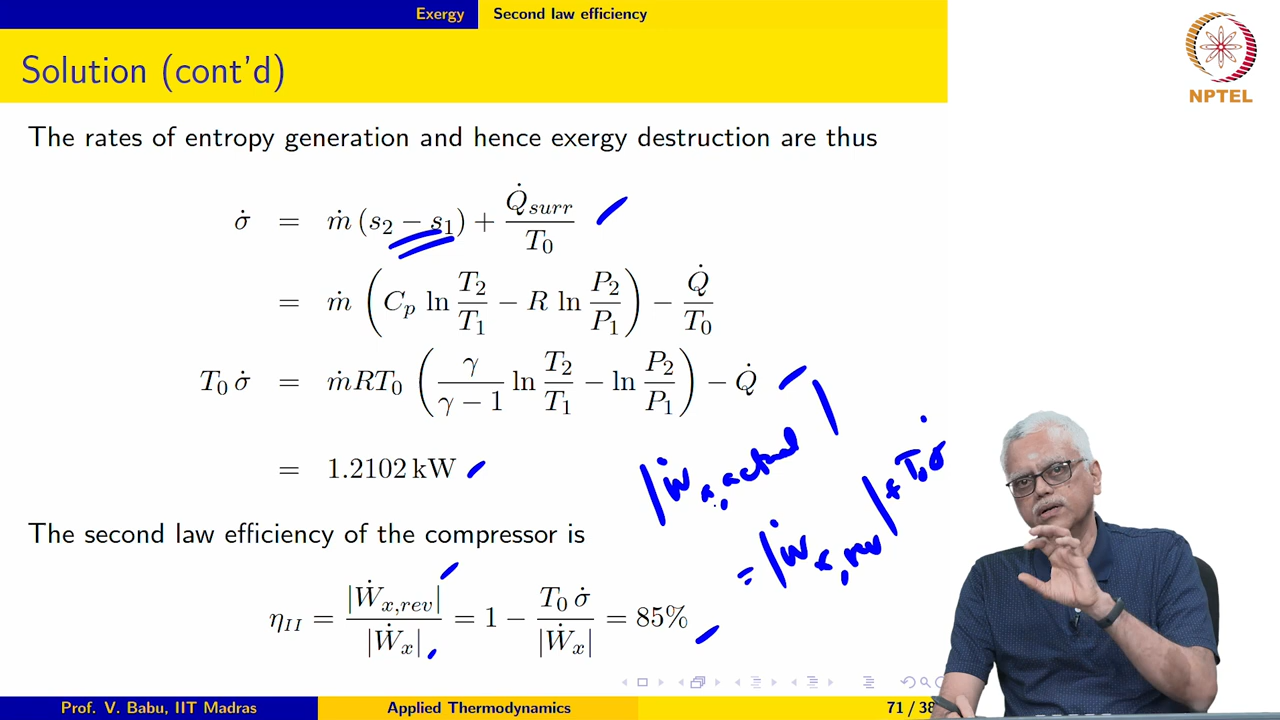 Exergy Second law efficiency
NPTEL
Solution (cont'd)
The rates of entropy generation and hence exergy destruction are thus
σ̇ = ṁ (s₂ − s₁) + Q̇_surr / T₀
= ṁ ( C_p ln T₂/T₁ − R ln P₂/P₁ ) − Q̇/T₀
T₀ σ̇ = ṁRT₀ ( γ/(γ − 1) ln T₂/T₁ − ln P₂/P₁ ) − Q̇
= 1.2102 kW
|Ẇ_x,actual|
= |Ẇ_x,rev| + T₀σ̇
The second law efficiency of the compressor is
η_II = |Ẇ_x,rev| / |Ẇ_x| = 1 − T₀ σ̇ / |Ẇ_x| = 85%
Prof. V. Babu, IIT Madras Applied Thermodynamics 71 / 38